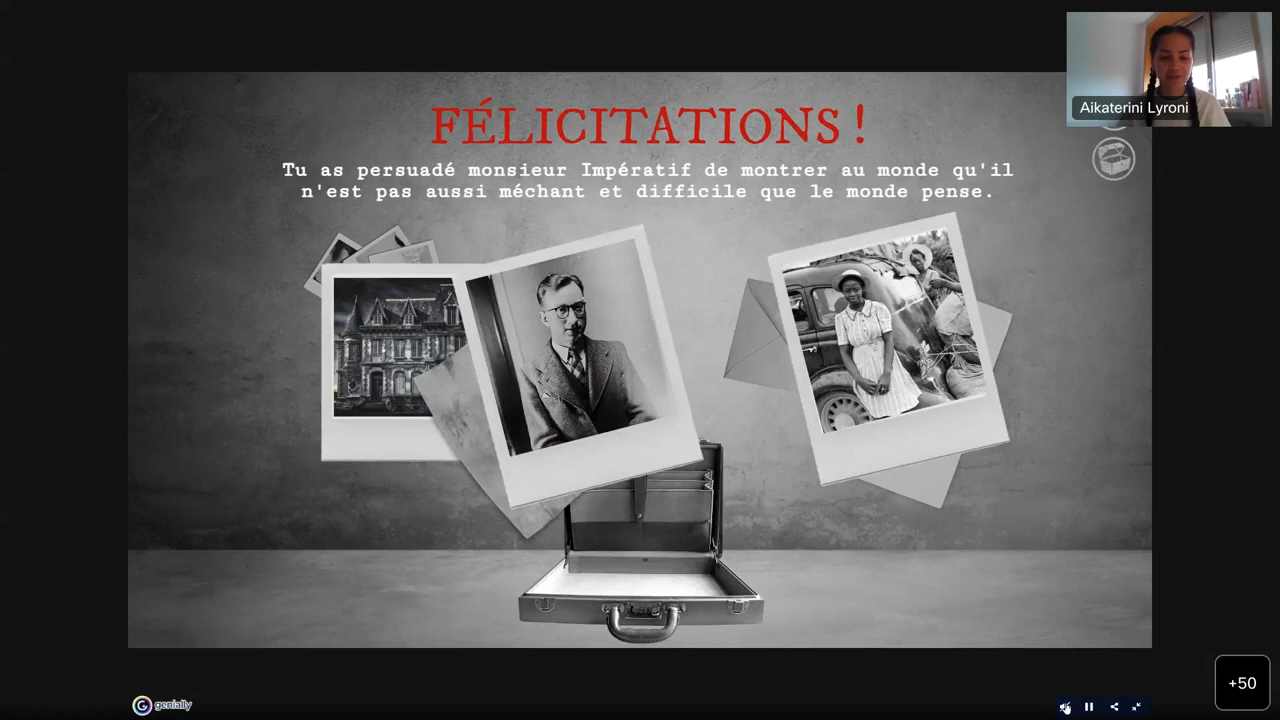 FÉLICITATIONS !
Tu as persuadé monsieur Impératif de montrer au monde qu'il
n'est pas aussi méchant et difficile que le monde pense.
Aikaterini Lyroni
+50
genially